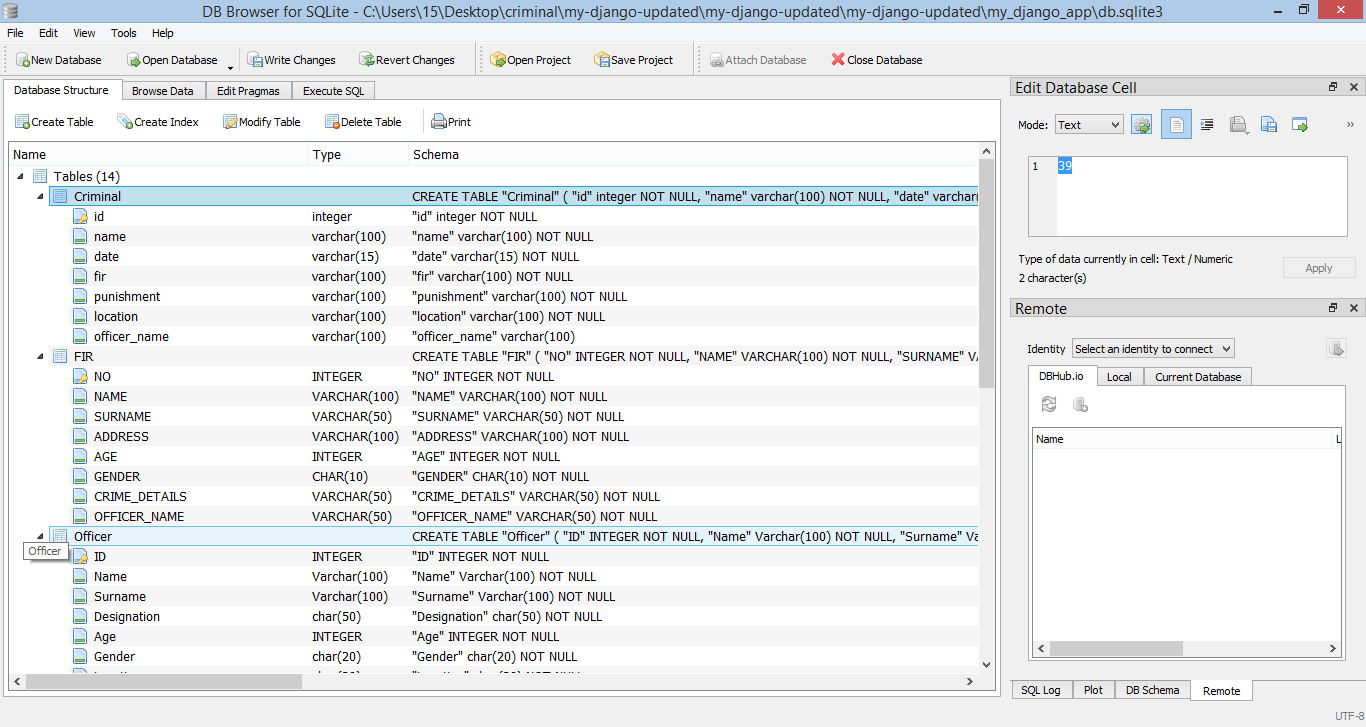 DB Browser for SQLite - C:\Users\15\Desktop\criminal\my-django-updated\my-django-updated\my-django-updated\my_django_app\db.sqlite3
File Edit View Tools Help
New Database Open Database Write Changes Revert Changes Open Project Save Project Attach Database Close Database
Database Structure Browse Data Edit Pragmas Execute SQL
Create Table Create Index Modify Table Delete Table Print
Name Type Schema
Tables (14)
Criminal CREATE TABLE "Criminal" ( "id" integer NOT NULL, "name" varchar(100) NOT NULL, "date" varchar
id integer "id" integer NOT NULL
name varchar(100) "name" varchar(100) NOT NULL
date varchar(15) "date" varchar(15) NOT NULL
fir varchar(100) "fir" varchar(100) NOT NULL
punishment varchar(100) "punishment" varchar(100) NOT NULL
location varchar(100) "location" varchar(100) NOT NULL
officer_name varchar(100) "officer_name" varchar(100)
FIR CREATE TABLE "FIR" ( "NO" INTEGER NOT NULL, "NAME" VARCHAR(100) NOT NULL, "SURNAME" VA
NO INTEGER "NO" INTEGER NOT NULL
NAME VARCHAR(100) "NAME" VARCHAR(100) NOT NULL
SURNAME VARCHAR(50) "SURNAME" VARCHAR(50) NOT NULL
ADDRESS VARCHAR(100) "ADDRESS" VARCHAR(100) NOT NULL
AGE INTEGER "AGE" INTEGER NOT NULL
GENDER CHAR(10) "GENDER" CHAR(10) NOT NULL
CRIME_DETAILS VARCHAR(50) "CRIME_DETAILS" VARCHAR(50) NOT NULL
OFFICER_NAME VARCHAR(50) "OFFICER_NAME" VARCHAR(50) NOT NULL
Officer CREATE TABLE "Officer" ( "ID" INTEGER NOT NULL, "Name" Varchar(100) NOT NULL, "Surname" Va
Officer
ID INTEGER "ID" INTEGER NOT NULL
Name Varchar(100) "Name" Varchar(100) NOT NULL
Surname Varchar(100) "Surname" Varchar(100) NOT NULL
Designation char(50) "Designation" char(50) NOT NULL
Age INTEGER "Age" INTEGER NOT NULL
Gender char(20) "Gender" char(20) NOT NULL
Edit Database Cell
Mode: Text »
1 39
Type of data currently in cell: Text / Numeric
2 character(s)
Apply
Remote
Identity Select an identity to connect
DBHub.io Local Current Database
Name L
SQL Log Plot DB Schema Remote
UTF-8